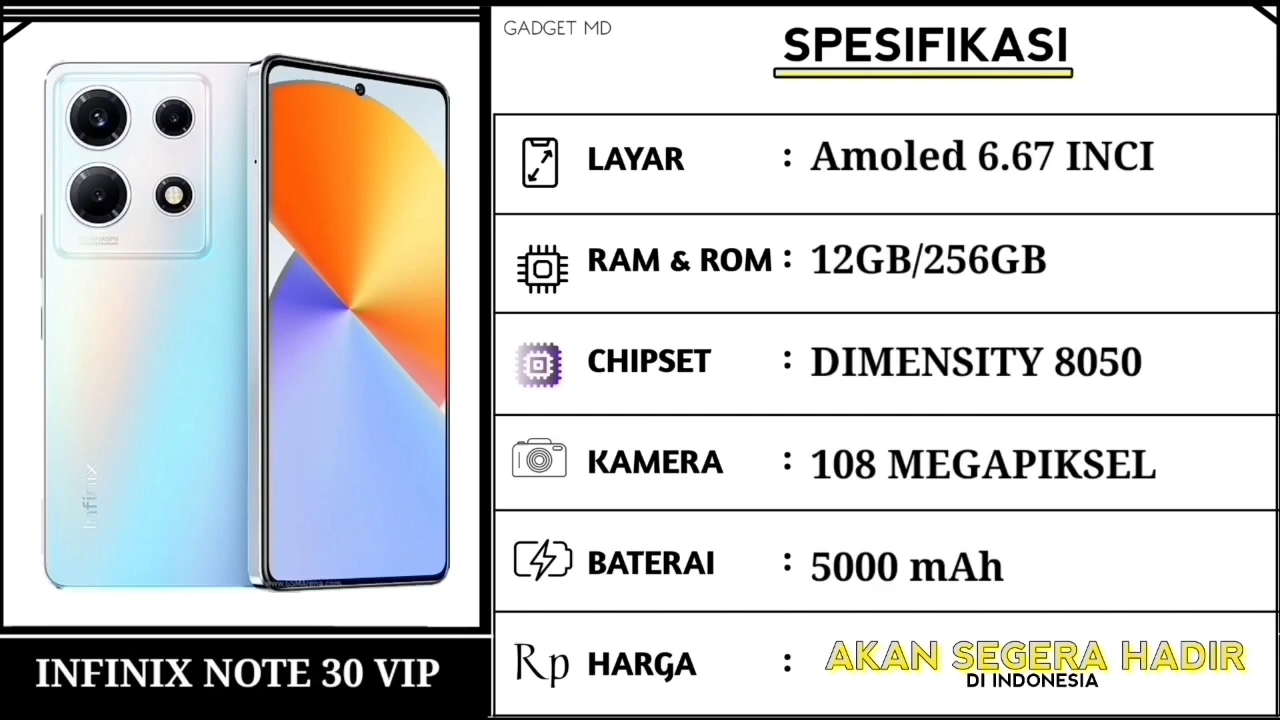 GADGET MD
SPESIFIKASI
LAYAR : Amoled 6.67 INCI
RAM & ROM : 12GB/256GB
CHIPSET : DIMENSITY 8050
KAMERA : 108 MEGAPIKSEL
BATERAI : 5000 mAh
Rp HARGA : AKAN SEGERA HADIR
DI INDONESIA
Infinix
INFINIX NOTE 30 VIP